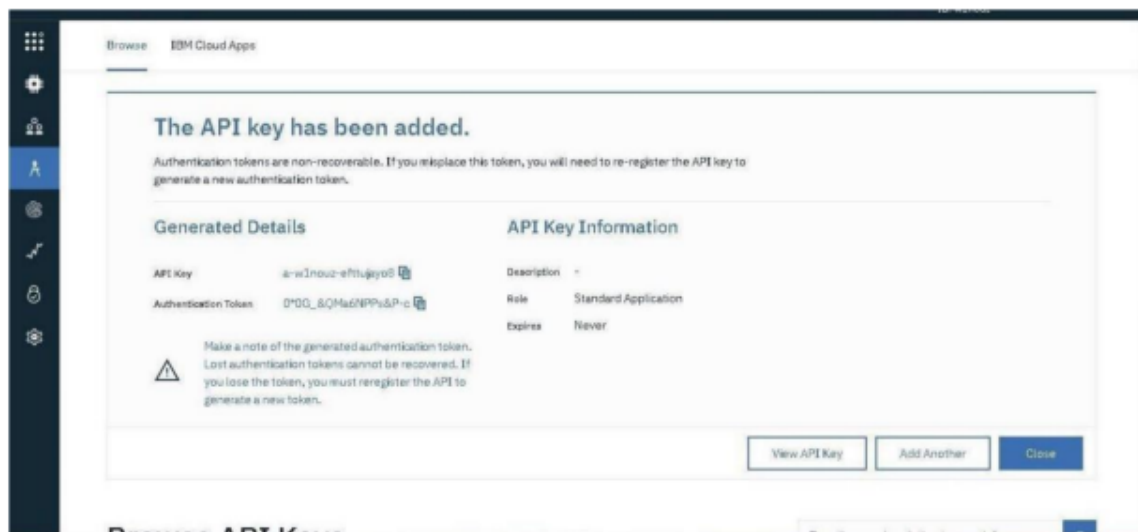 Browse IBM Cloud Apps
The API key has been added.
Authentication tokens are non-recoverable. If you misplace this token, you will need to re-register the API key to
generate a new authentication token.
Generated Details
API Key
Authentication Token
Make a note of the generated authentication token.
Lost authentication tokens cannot be recovered. If
you lose the token, you must reregister the API to
generate a new token.
API Key Information
Description -
Role Standard Application
Expires Never
View API Key Add Another Close
Browse API Keys